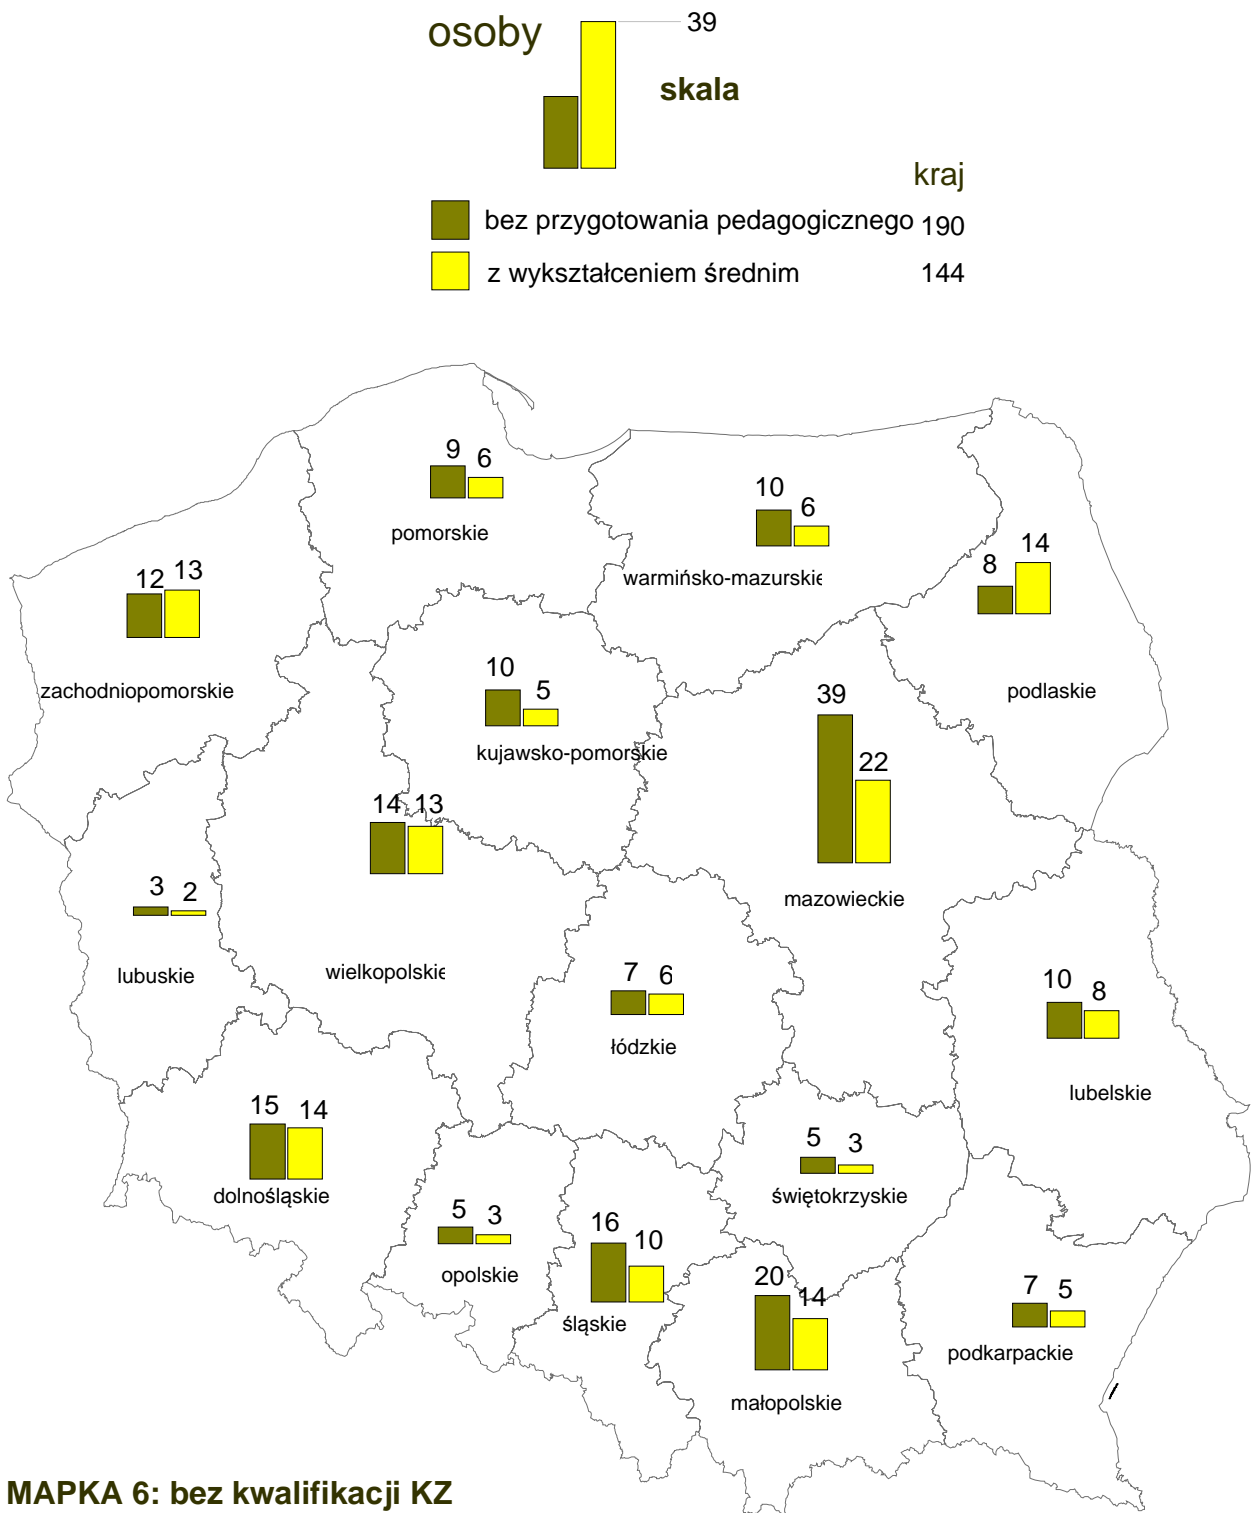 osoby
39
skala
kraj
bez przygotowania pedagogicznego 190
z wykształceniem średnim 144
9 6
pomorskie
10 6
warmińsko-mazurskie
8 14
podlaskie
12 13
zachodniopomorskie
10 5
kujawsko-pomorskie
39 22
mazowieckie
14 13
wielkopolskie
3 2
lubuskie
7 6
łódzkie
10 8
lubelskie
15 14
dolnośląskie
5 3
świętokrzyskie
5 3
opolskie
16 10
śląskie
20 14
małopolskie
7 5
podkarpackie
MAPKA 6: bez kwalifikacji KZ